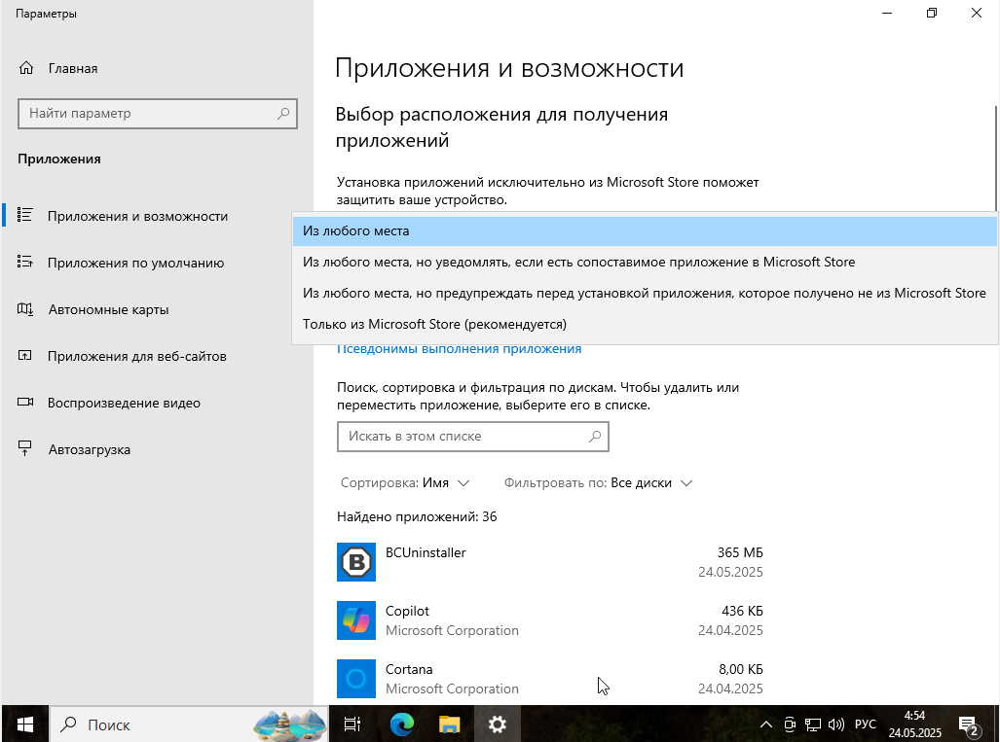 Параметры
Главная
Найти параметр
Приложения
Приложения и возможности
Приложения по умолчанию
Автономные карты
Приложения для веб-сайтов
Воспроизведение видео
Автозагрузка
Приложения и возможности
Выбор расположения для получения
приложений
Установка приложений исключительно из Microsoft Store поможет
защитить ваше устройство.
Из любого места
Из любого места, но уведомлять, если есть сопоставимое приложение в Microsoft Store
Из любого места, но предупреждать перед установкой приложения, которое получено не из Microsoft Store
Только из Microsoft Store (рекомендуется)
Псевдонимы выполнения приложения
Поиск, сортировка и фильтрация по дискам. Чтобы удалить или
переместить приложение, выберите его в списке.
Искать в этом списке
Сортировка: Имя Фильтровать по: Все диски
Найдено приложений: 36
B
BCUninstaller 365 МБ
24.05.2025
Copilot 436 КБ
Microsoft Corporation 24.04.2025
Cortana 8,00 КБ
Microsoft Corporation 24.04.2025
Поиск
РУС
4:54
24.05.2025
2